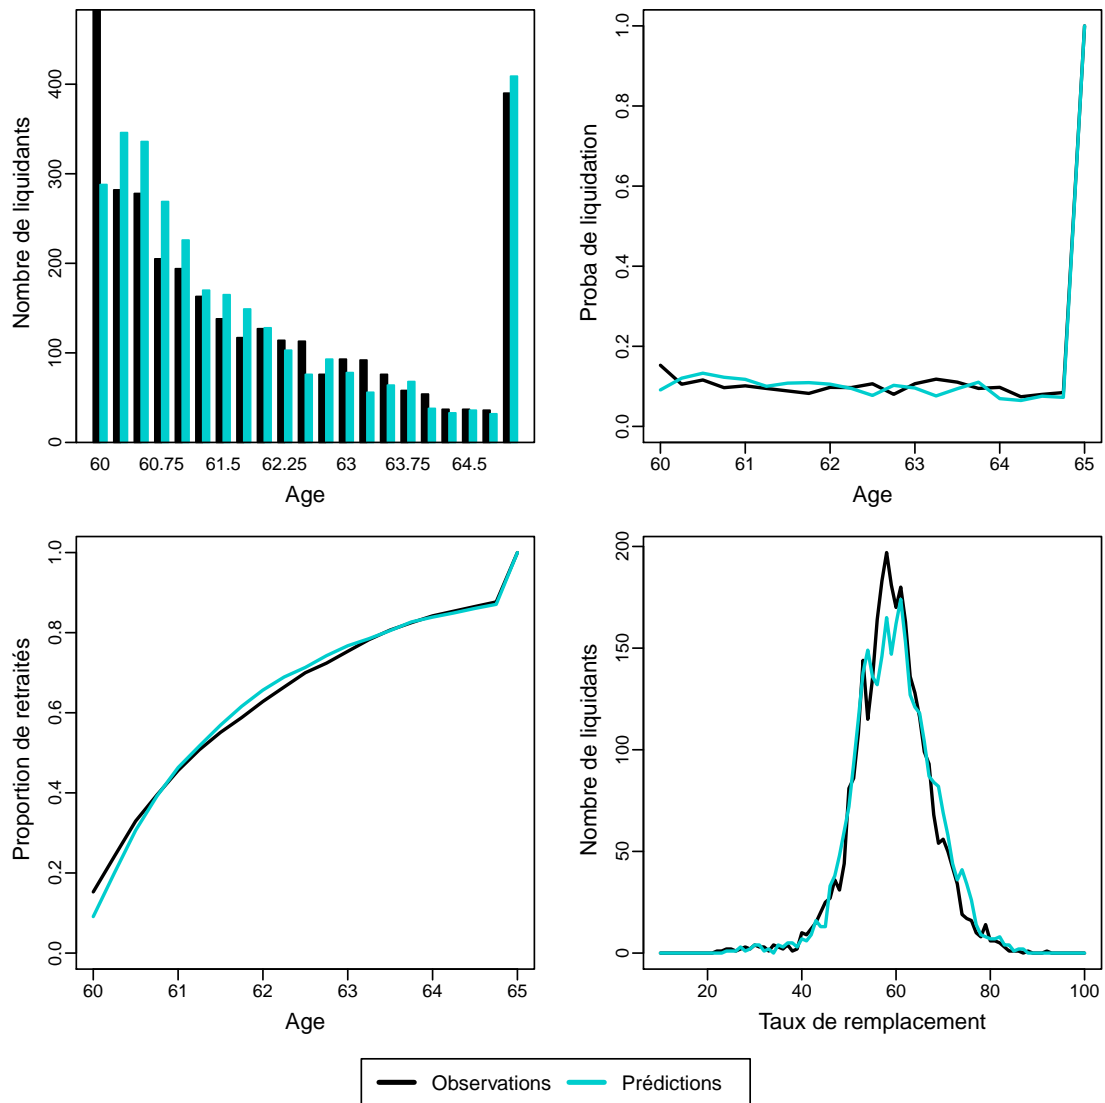 Nombre de liquidants
400
300
200
100
0
60 60.75 61.5 62.25 63 63.75 64.5
Age
Proba de liquidation
1.0
0.8
0.6
0.4
0.2
0.0
60 61 62 63 64 65
Age
Proportion de retraités
1.0
0.8
0.6
0.4
0.2
0.0
60 61 62 63 64 65
Age
Nombre de liquidants
200
150
100
50
0
20 40 60 80 100
Taux de remplacement
Observations Prédictions